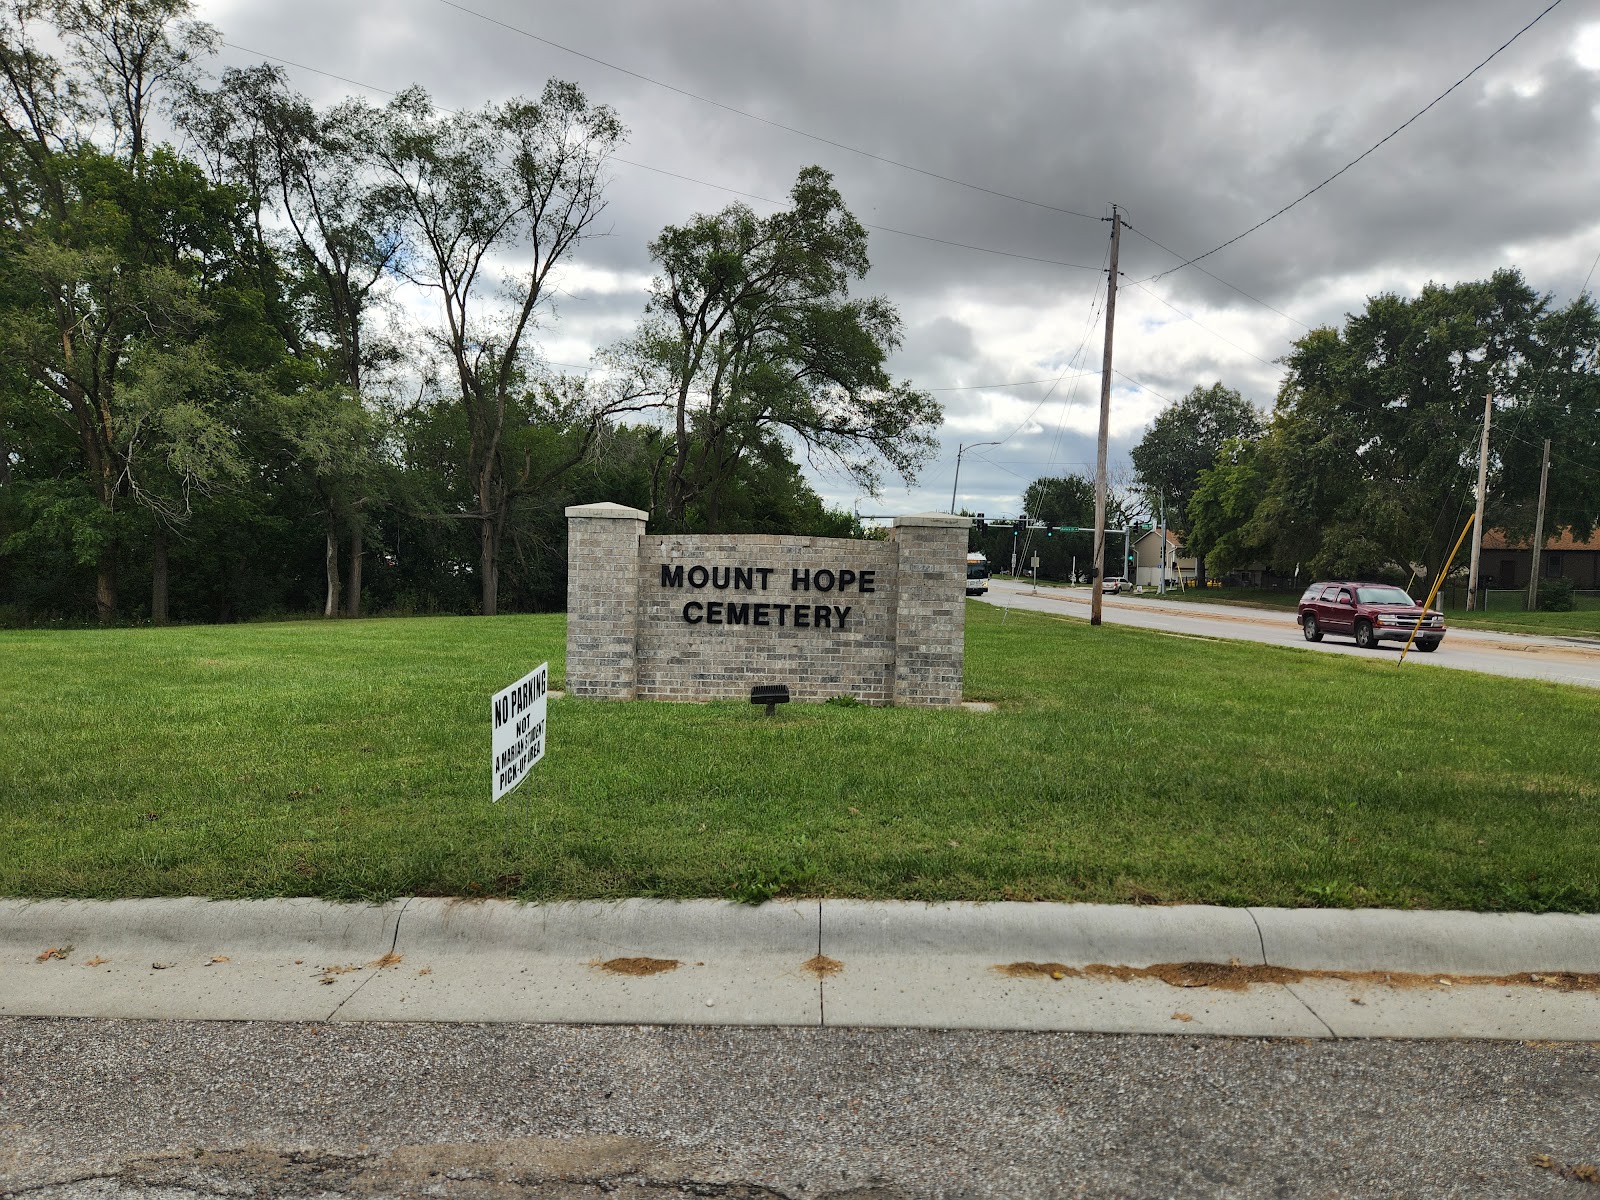 MOUNT HOPE
CEMETERY
NO PARKING
NOT
A MARIAN STUDENT
PICK-UP AREA